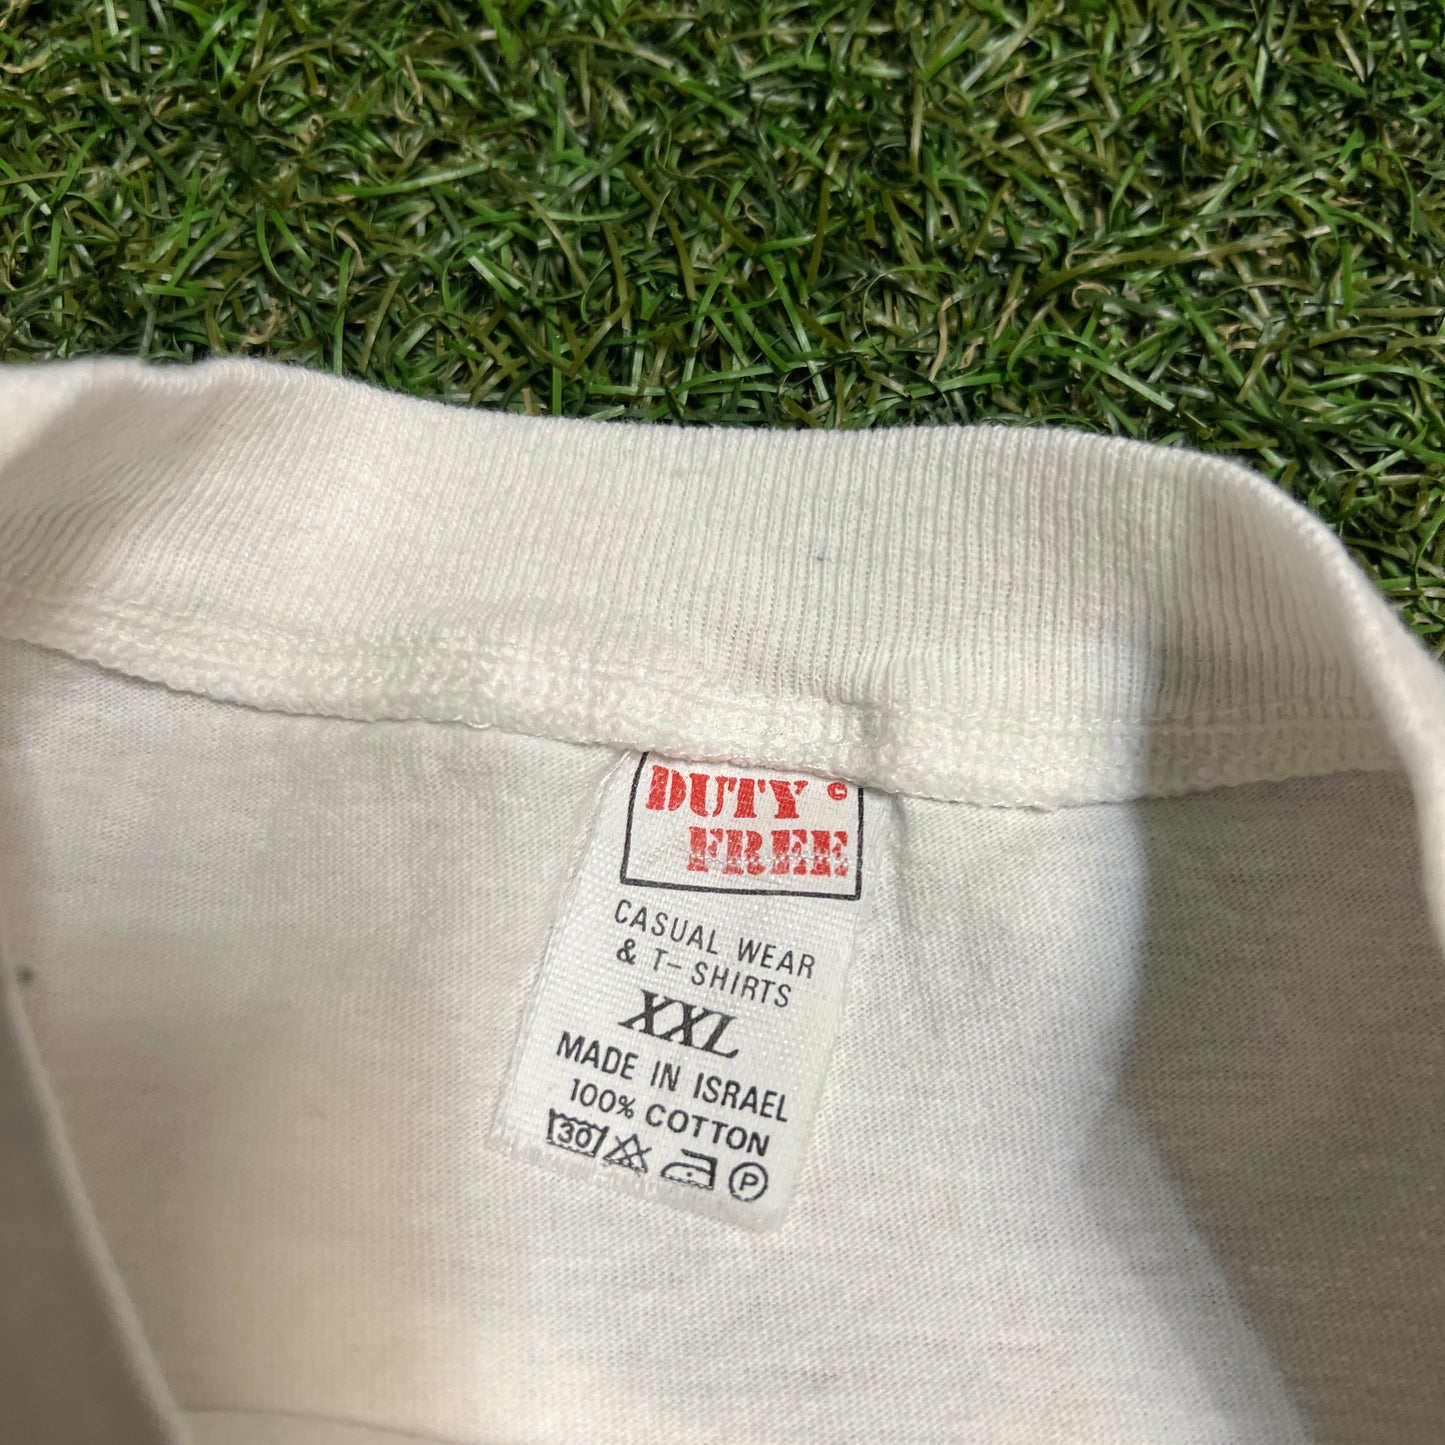 DUTY ©
FREE
CASUAL WEAR
& T-SHIRTS
XXL
MADE IN ISRAEL
100% COTTON
30 P